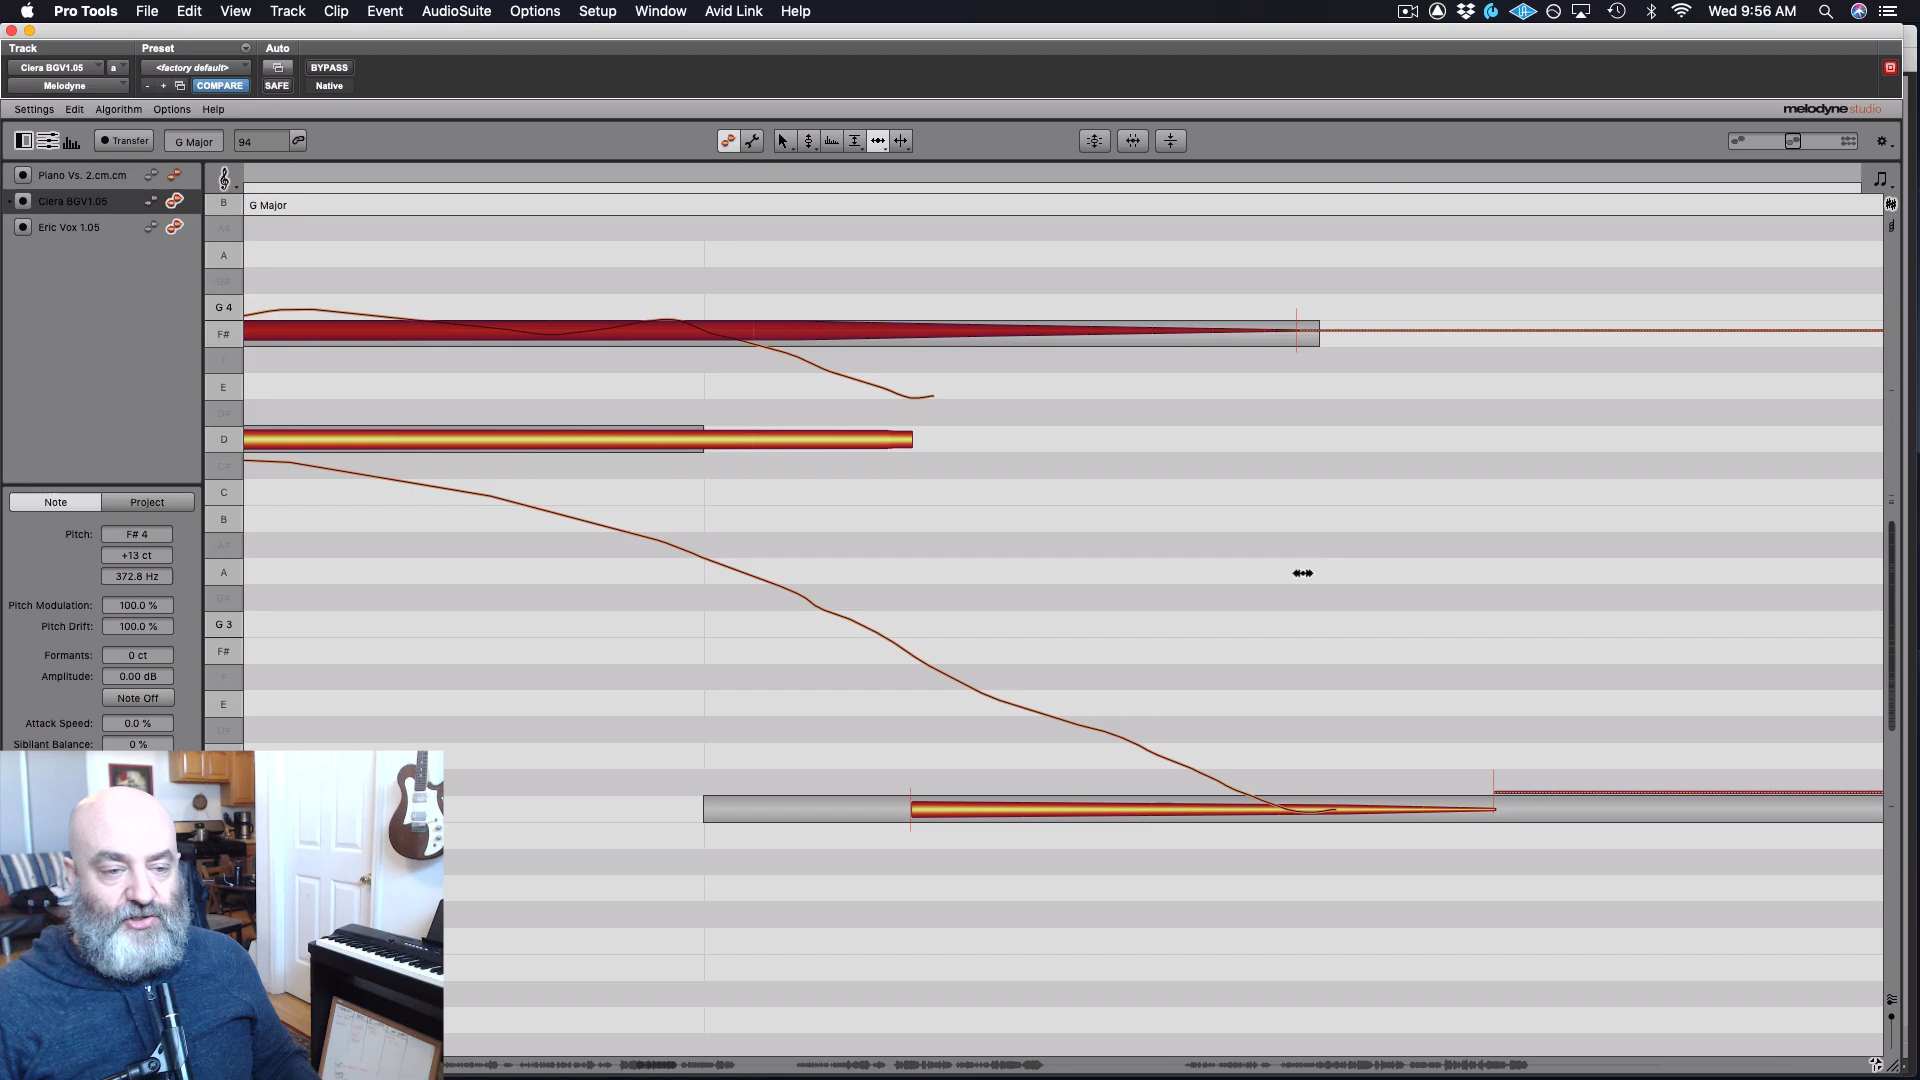 Pro Tools File Edit View Track Clip Event AudioSuite Options Setup Window Avid Link Help Wed 9:56 AM
Track Preset Auto
Ciera BGV1.05 a <factory default> BYPASS
Melodyne - + COMPARE SAFE Native
Settings Edit Algorithm Options Help melodyne studio
Transfer G Major 94
Piano Vs. 2.cm.cm
Ciera BGV1.05
Eric Vox 1.05
B G Major
A#
A
G#
G 4
F#
F
E
D#
D
C#
C
B
A#
A
G#
G 3
F#
F
E
D#
Note Project
Pitch: F# 4
+13 ct
372.8 Hz
Pitch Modulation: 100.0 %
Pitch Drift: 100.0 %
Formants: 0 ct
Amplitude: 0.00 dB
Note Off
Attack Speed: 0.0 %
Sibilant Balance: 0 %